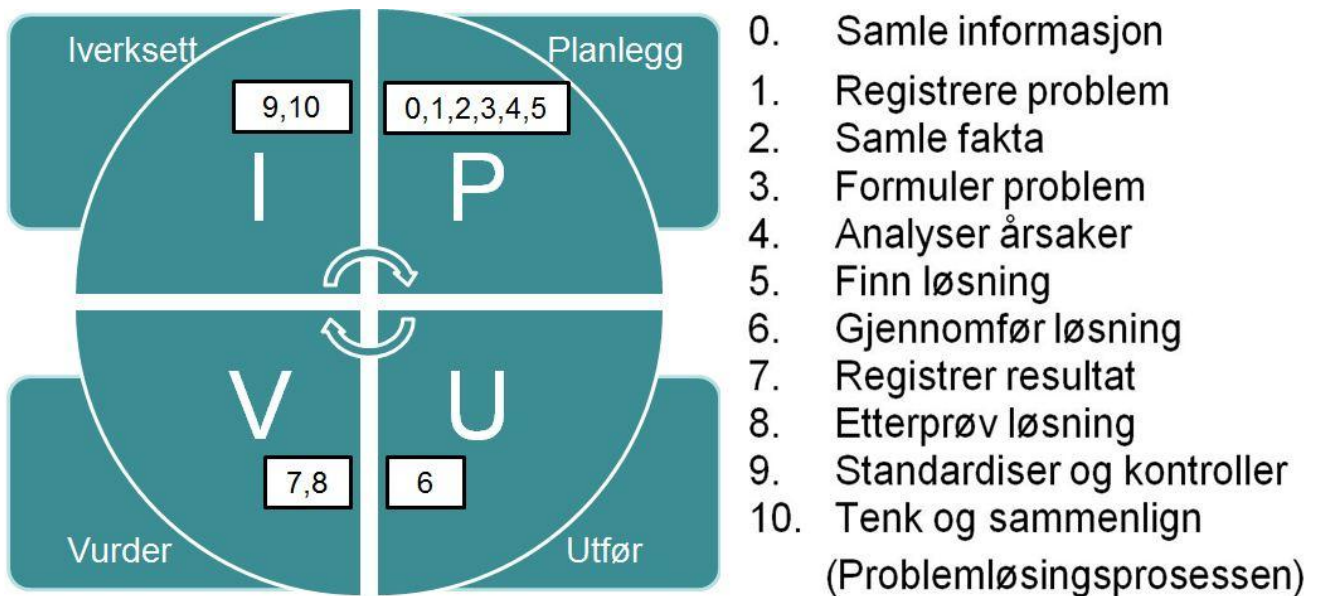 Iverksett
Planlegg
9,10
0,1,2,3,4,5
I
P
V
U
7,8
6
Vurder
Utfør
0. Samle informasjon
1. Registrere problem
2. Samle fakta
3. Formuler problem
4. Analyser årsaker
5. Finn løsning
6. Gjennomfør løsning
7. Registrer resultat
8. Etterprøv løsning
9. Standardiser og kontroller
10. Tenk og sammenlign
(Problemløsingsprosessen)